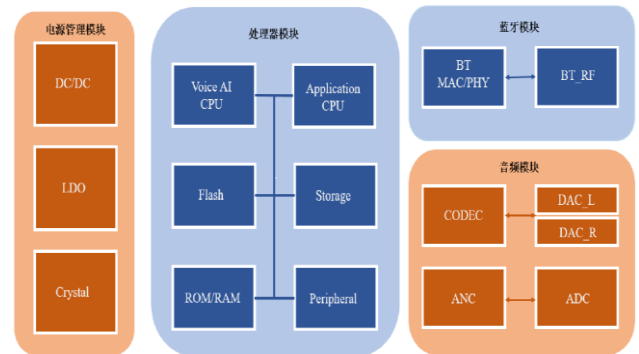 电源管理模块
DC/DC
LDO
Crystal
处理器模块
Voice AI
CPU
Application
CPU
Flash
Storage
ROM/RAM
Peripheral
蓝牙模块
BT
MAC/PHY
BT_RF
音频模块
CODEC
DAC_L
DAC_R
ANC
ADC